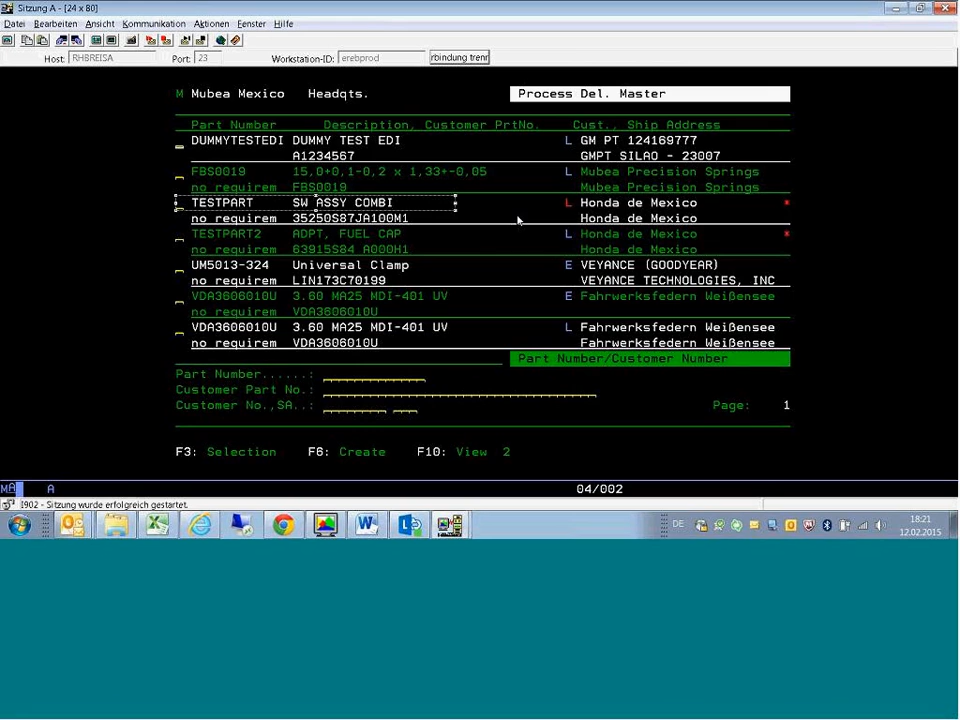 Sitzung A - [24 x 80]
Datei Bearbeiten Ansicht Kommunikation Aktionen Fenster Hilfe
Host: RHBREISA Port: 23 Workstation-ID: erebprod rbindung trenr
M Mubea Mexico Headqts. Process Del. Master
Part Number Description, Customer PrtNo. Cust., Ship Address
DUMMYTESTEDI DUMMY TEST EDI L GM PT 124169777
A1234567 GMPT SILAO - 23007
FBS0019 15,0+0,1-0,2 x 1,33+-0,05 L Mubea Precision Springs
no requirem FBS0019 Mubea Precision Springs
TESTPART SW ASSY COMBI L Honda de Mexico *
no requirem 35250S87JA100M1 Honda de Mexico
TESTPART2 ADPT, FUEL CAP L Honda de Mexico *
no requirem 63915S84 A000H1 Honda de Mexico
UM5013-324 Universal Clamp E VEYANCE (GOODYEAR)
no requirem LIN173C70199 VEYANCE TECHNOLOGIES, INC
VDA3606010U 3.60 MA25 MDI-401 UV E Fahrwerksfedern Weißensee
no requirem VDA3606010U Fahrwerksfedern Weißensee
VDA3606010U 3.60 MA25 MDI-401 UV L Fahrwerksfedern Weißensee
no requirem VDA3606010U Fahrwerksfedern Weißensee
Part Number/Customer Number
Part Number......:
Customer Part No.:
Customer No.,SA..: Page: 1
F3: Selection F6: Create F10: View 2
MA A 04/002
I902 - Sitzung wurde erfolgreich gestartet.
DE 18:21
12.02.2015